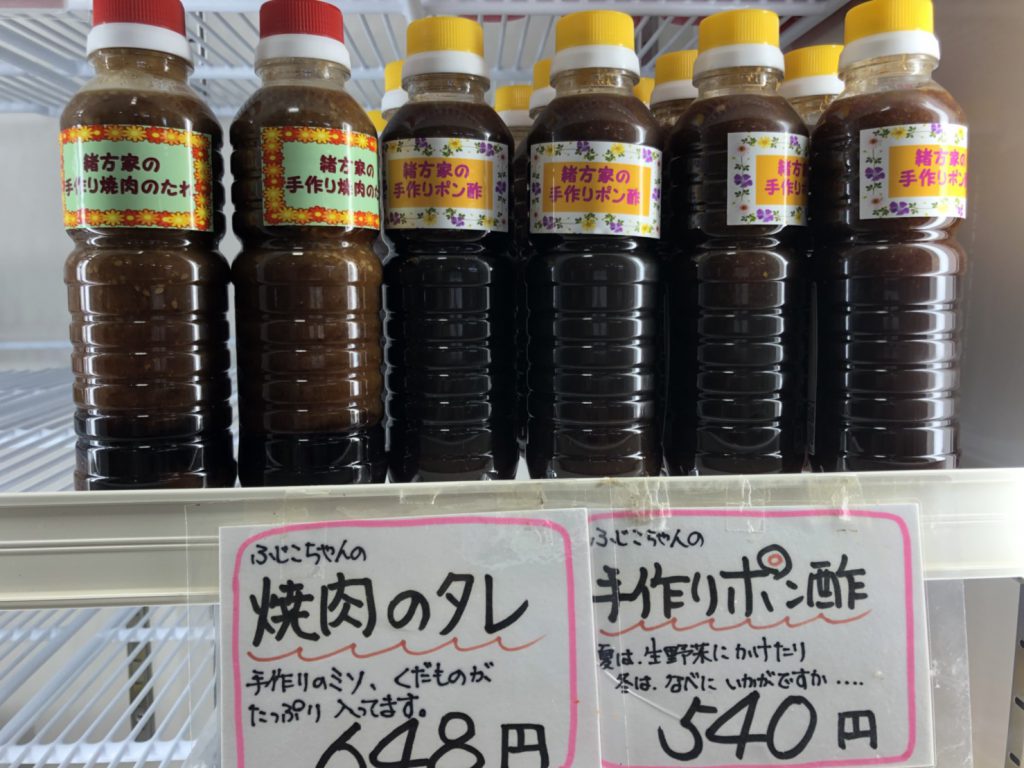 緒方家の
手作り焼肉のたれ
緒方家の
手作り焼肉のた
緒方家の
手作りポン酢
緒方家の
手作りポン酢
緒方家の
手作りポン
緒方家の
手作りポン
ふじこちゃんの
焼肉のタレ
手作りのミソ、くだものが
たっぷり入ってます。
648円
ふじこちゃんの
手作りポン酢
夏は、生野菜にかけたり
冬は、なべにいかがですか....
540円